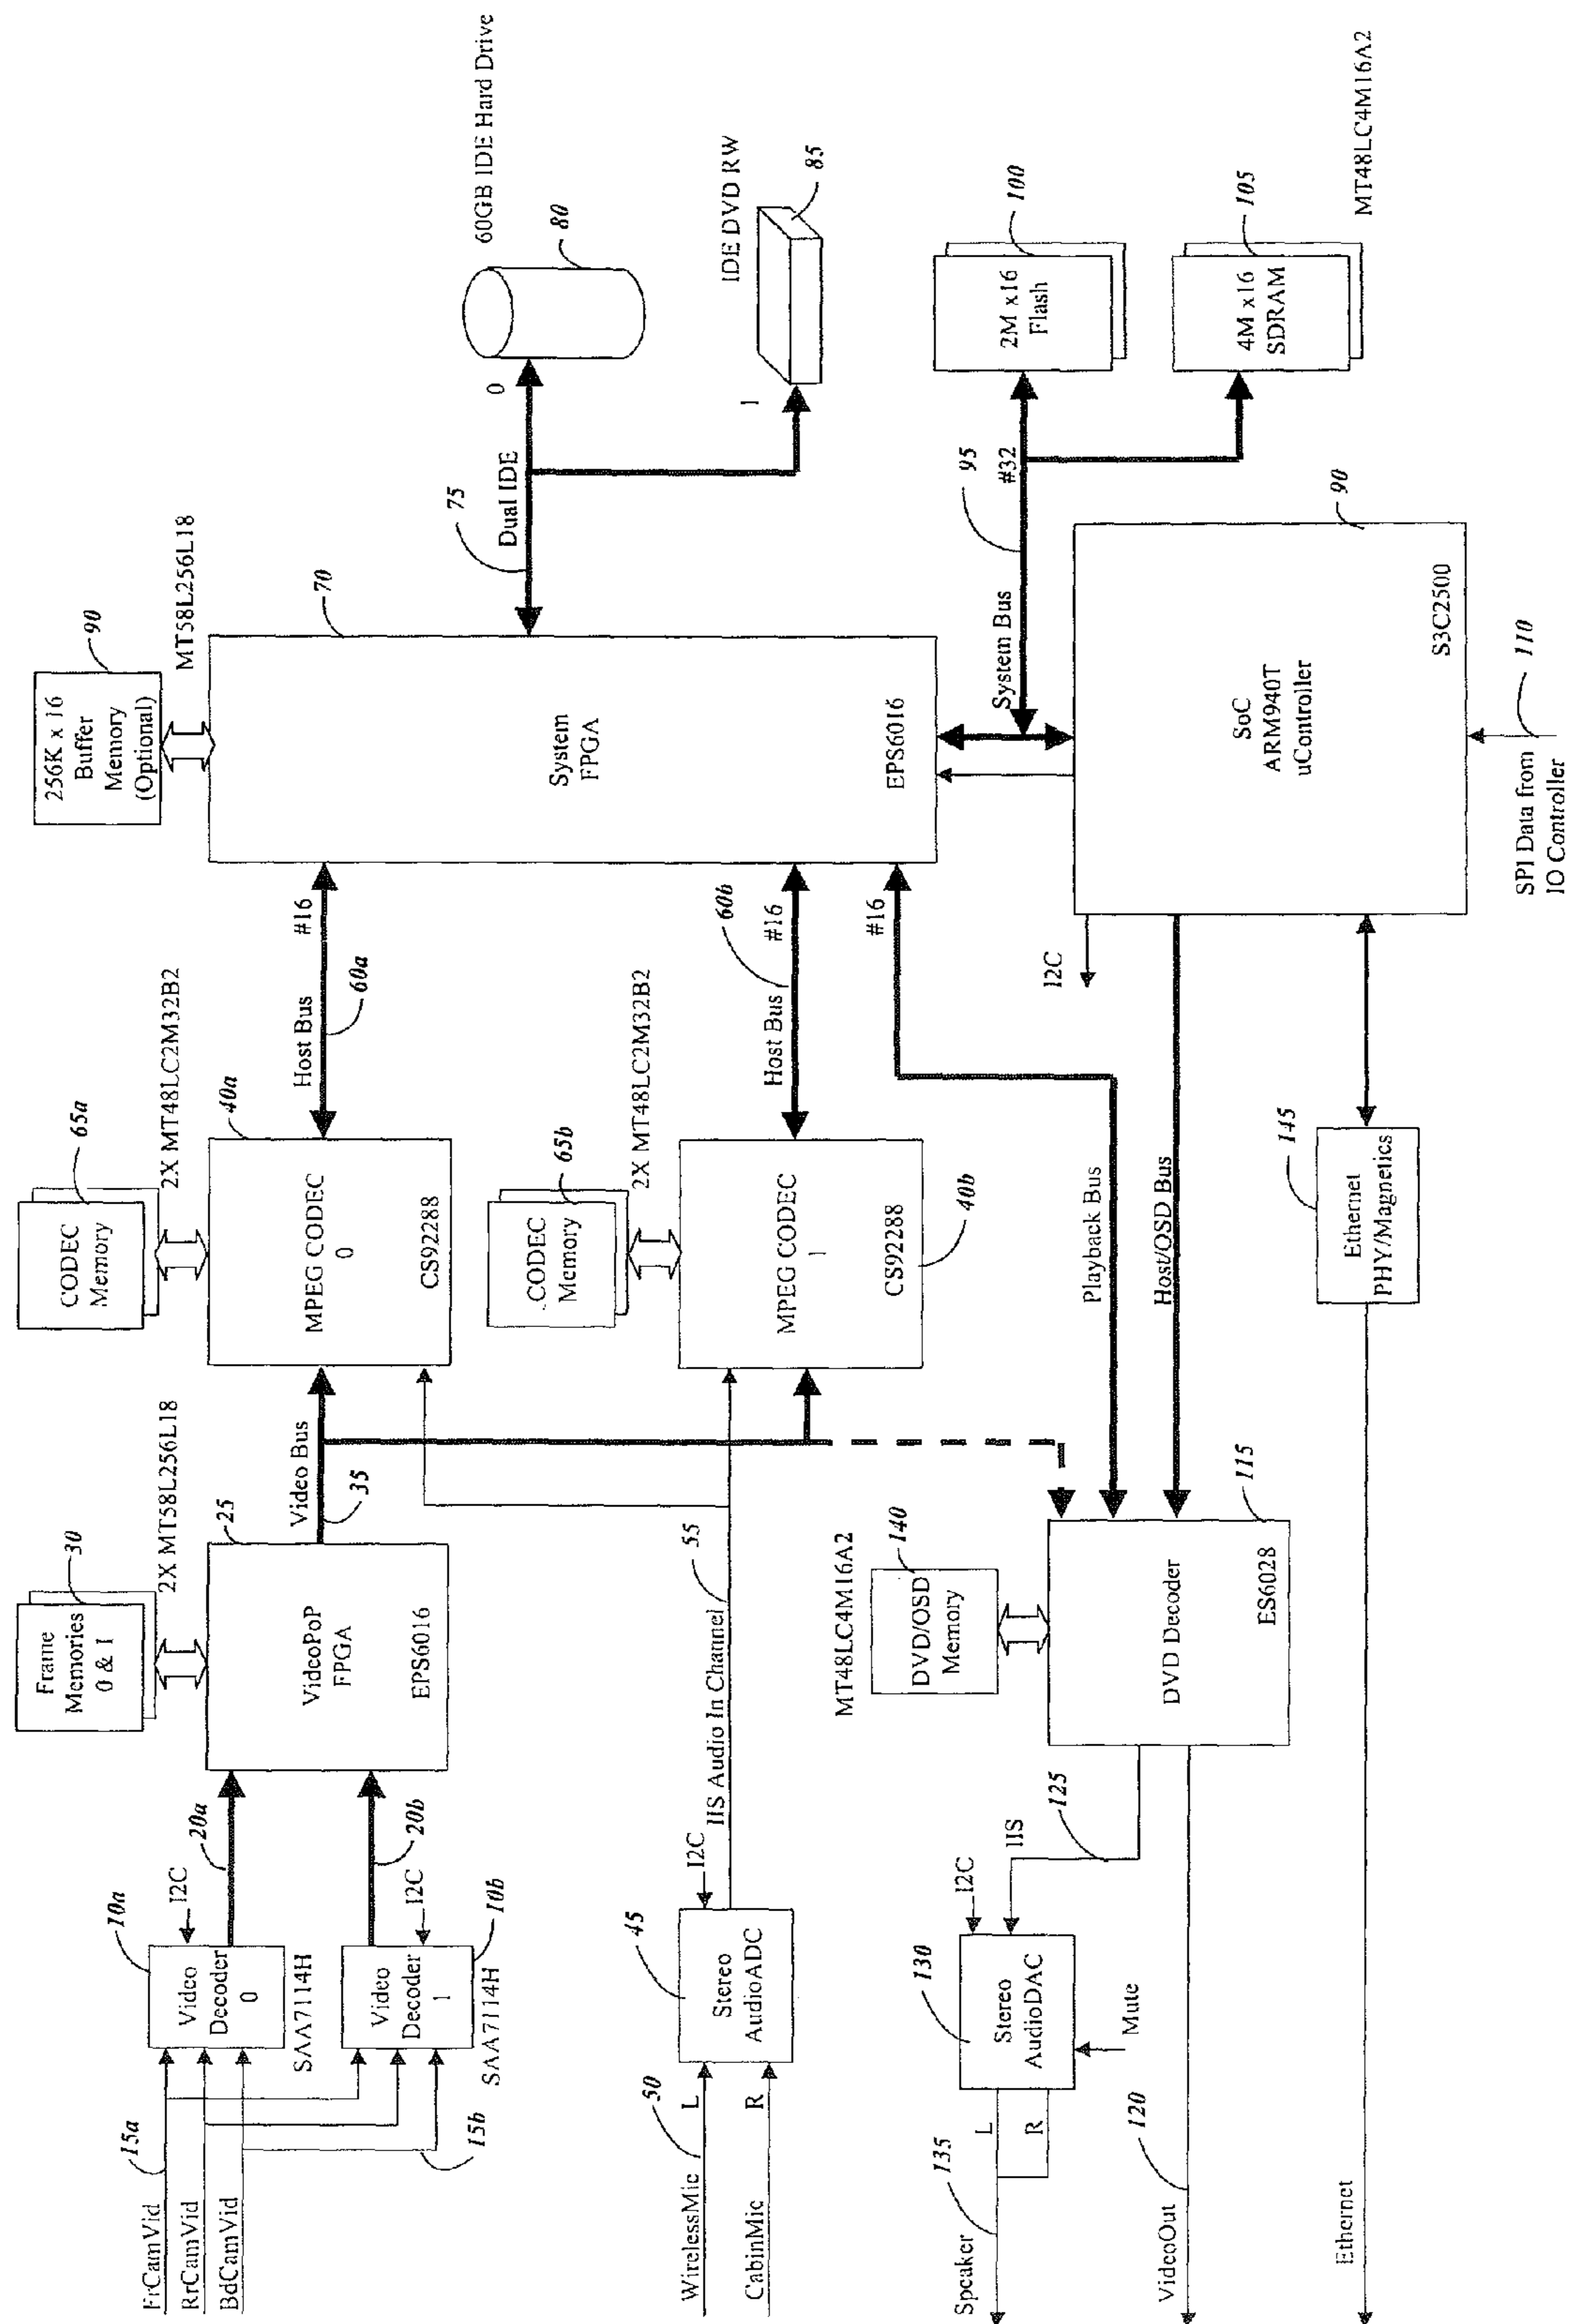 FrCamVid
RrCamVid
BdCamVid
15a
15b
10a
Video
Decoder
0
SAA7114H
I2C
Video
Decoder
1
SAA7114H
I2C
10b
20a
20b
Frame
Memories
0 & 1
30
2X MT58L256L18
25
VideoPoP
FPGA
EPS6016
Video Bus
35
CODEC
Memory
65a
2X MT48LC2M32B2
40a
MPEG CODEC
0
CS92288
Host Bus
#16
60a
CODEC
Memory
65b
2X MT48LC2M32B2
MPEG CODEC
1
CS92288
40b
Host Bus
#16
60b
256K x 16
Buffer
Memory
(Optional)
90
MT58L256L18
70
System
FPGA
EPS6016
#16
75
Dual IDE
0
1
60GB IDE Hard Drive
80
IDE DVD RW
85
WirelessMic
L
50
CabinMic
R
45
Stereo
AudioADC
I2C
IIS Audio In Channel
55
System Bus
95
#32
2M x16
Flash
100
4M x16
SDRAM
105
MT48LC4M16A2
SoC
ARM940T
uController
S3C2500
90
SPI Data from
IO Controller
110
I2C
Playback Bus
Host/OSD Bus
MT48LC4M16A2
DVD/OSD
Memory
140
DVD Decoder
ES6028
115
125
IIS
I2C
130
Stereo
AudioDAC
Mute
L
R
Speaker
135
VideoOut
120
145
Ethernet
PHY/Magnetics
Ethernet